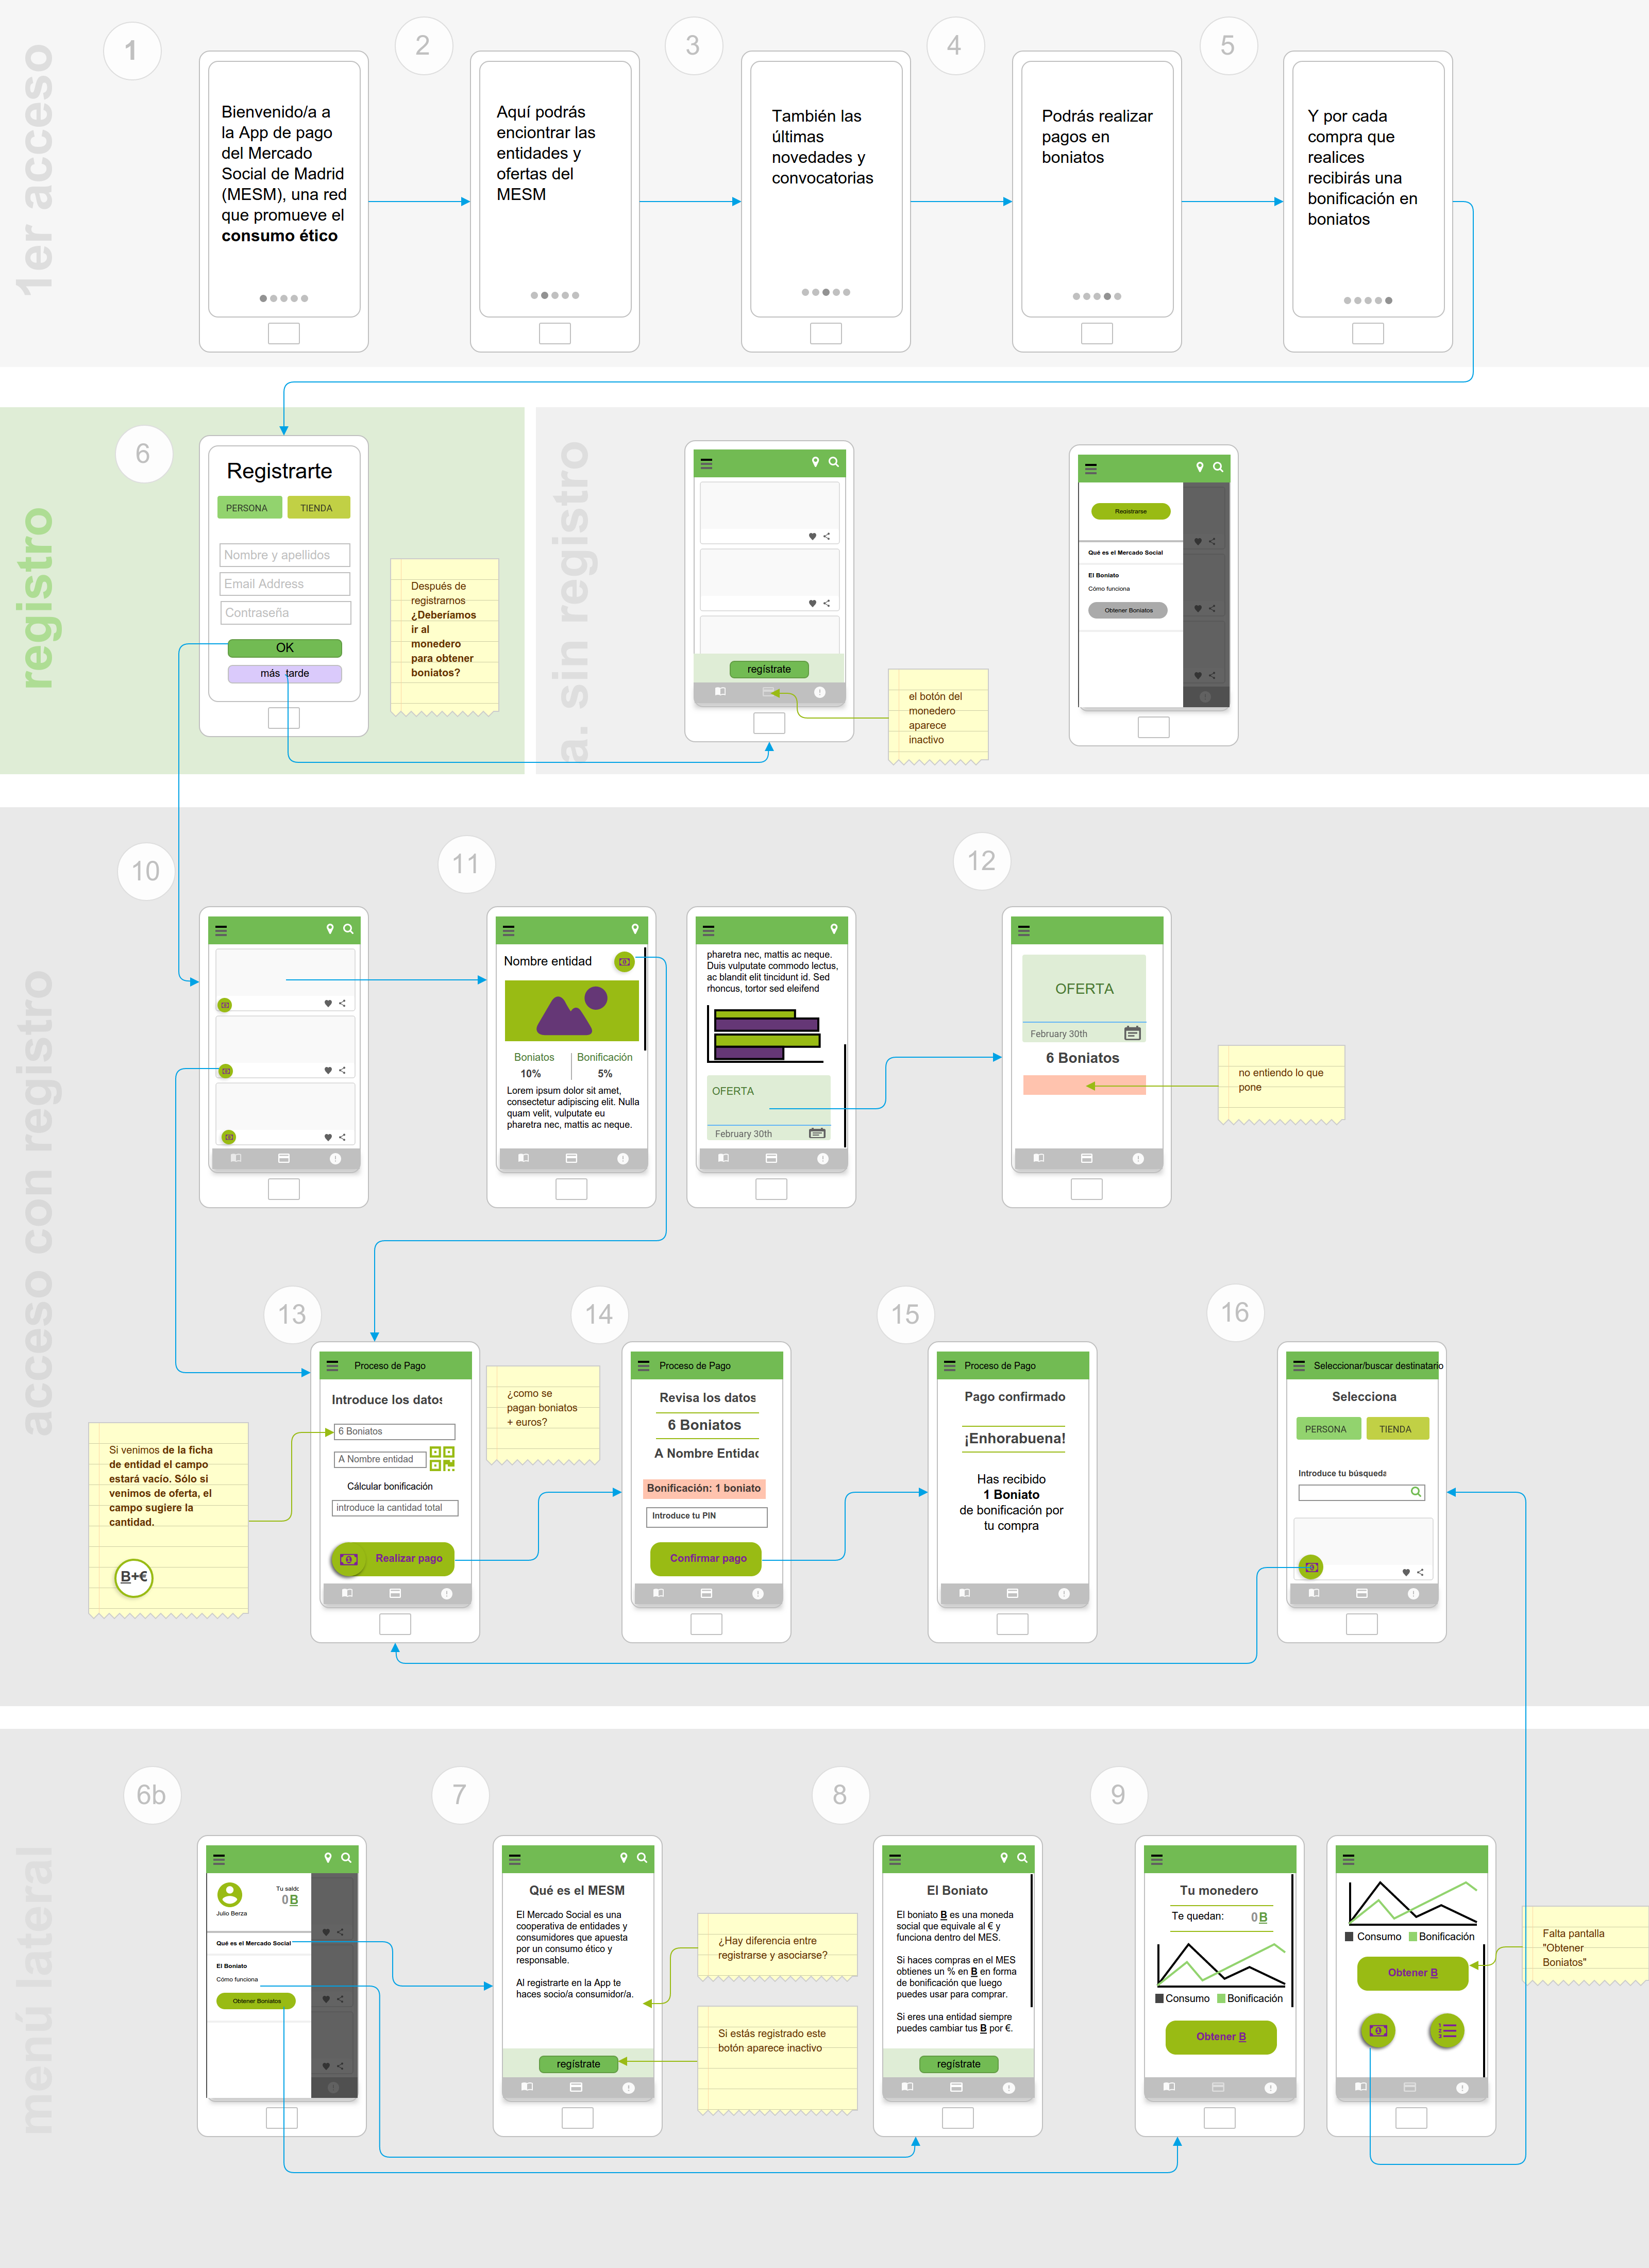 1er acceso
1
2
3
4
5
Bienvenido/a a
la App de pago
del Mercado
Social de Madrid
(MESM), una red
que promueve el
consumo ético
Aquí podrás
encontrar las
entidades y
ofertas del
MESM
También las
últimas
novedades y
convocatorias
Podrás realizar
pagos en
boniatos
Y por cada
compra que
realices
recibirás una
bonificación en
boniatos
registro
6
Registrarte
PERSONA
TIENDA
Nombre y apellidos
Email Address
Contraseña
OK
más tarde
Después de
registrarnos
¿Deberíamos
ir al
monedero
para obtener
boniatos?
a. sin registro
regístrate
el botón del
monedero
aparece
inactivo
Registrarse
Qué es el Mercado Social
El Boniato
Cómo funciona
Obtener Boniatos
acceso con registro
10
11
12
Nombre entidad
Boniatos
10%
Bonificación
5%
Lorem ipsum dolor sit amet,
consectetur adipiscing elit. Nulla
quam velit, vulputate eu
pharetra nec, mattis ac neque.
pharetra nec, mattis ac neque.
Duis vulputate commodo lectus,
ac blandit elit tincidunt id. Sed
rhoncus, tortor sed eleifend
OFERTA
February 30th
OFERTA
February 30th
6 Boniatos
no entiendo lo que
pone
13
14
15
16
Proceso de Pago
Introduce los datos
6 Boniatos
A Nombre entidad
Cálcular bonificación
introduce la cantidad total
Realizar pago
Si venimos de la ficha
de entidad el campo
estará vacío. Sólo si
venimos de oferta, el
campo sugiere la
cantidad.
B+€
¿como se
pagan boniatos
+ euros?
Proceso de Pago
Revisa los datos
6 Boniatos
A Nombre Entidad
Bonificación: 1 boniato
Introduce tu PIN
Confirmar pago
Proceso de Pago
Pago confirmado
¡Enhorabuena!
Has recibido
1 Boniato
de bonificación por
tu compra
Seleccionar/buscar destinatario
Selecciona
PERSONA
TIENDA
Introduce tu búsqueda
menú lateral
6b
7
8
9
Julio Berza
Tu saldo
0 B
Qué es el Mercado Social
El Boniato
Cómo funciona
Obtener Boniatos
Qué es el MESM
El Mercado Social es una
cooperativa de entidades y
consumidores que apuesta
por un consumo ético y
responsable.
Al registrarte en la App te
haces socio/a consumidor/a.
regístrate
¿Hay diferencia entre
registrarse y asociarse?
Si estás registrado este
botón aparece inactivo
El Boniato
El boniato B es una moneda
social que equivale al € y
funciona dentro del MES.
Si haces compras en el MES
obtienes un % en B en forma
de bonificación que luego
puedes usar para comprar.
Si eres una entidad siempre
puedes cambiar tus B por €.
regístrate
Tu monedero
Te quedan:
0 B
Consumo
Bonificación
Obtener B
Consumo
Bonificación
Obtener B
Falta pantalla
"Obtener
Boniatos"